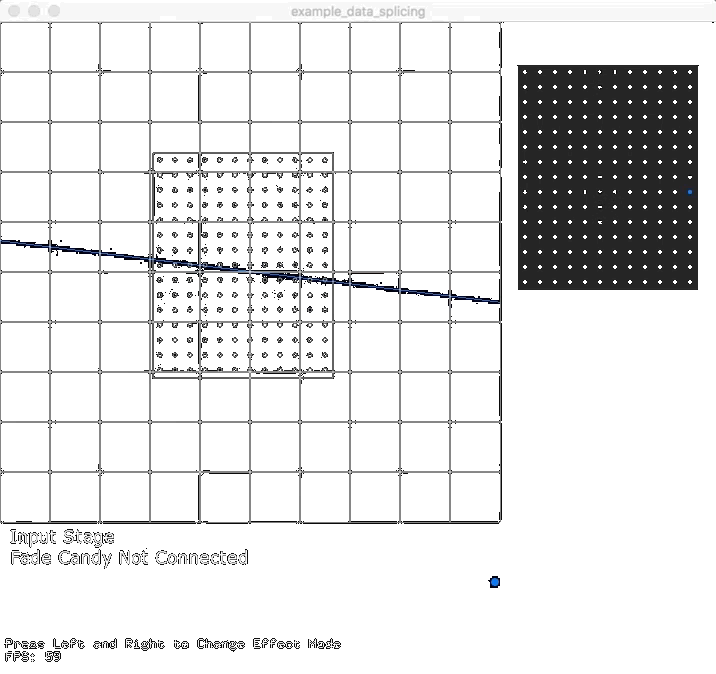 example_data_splicing
Input Stage
Fade Candy Not Connected
Press Left and Right to Change Effect Mode
FPS: 59